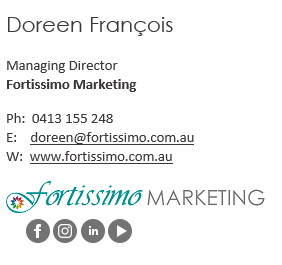 Doreen François
Managing Director
Fortissimo Marketing
Ph: 0413 155 248
E: doreen@fortissimo.com.au
W: www.fortissimo.com.au
fortissimo MARKETING
f in